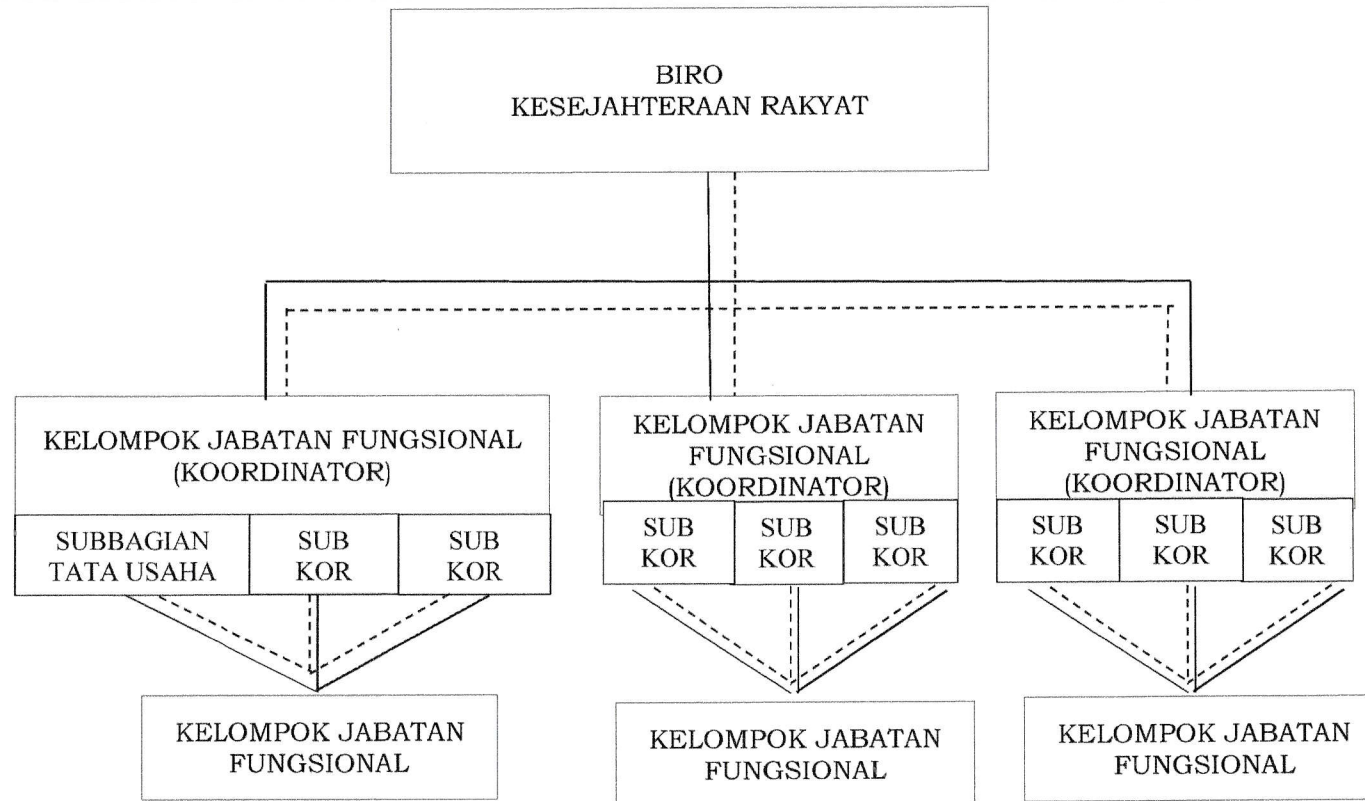 BIRO
KESEJAHTERAAN RAKYAT
KELOMPOK JABATAN FUNGSIONAL
(KOORDINATOR)
SUBBAGIAN
TATA USAHA
SUB
KOR
SUB
KOR
KELOMPOK JABATAN
FUNGSIONAL
(KOORDINATOR)
SUB
KOR
SUB
KOR
SUB
KOR
KELOMPOK JABATAN
FUNGSIONAL
(KOORDINATOR)
SUB
KOR
SUB
KOR
SUB
KOR
KELOMPOK JABATAN
FUNGSIONAL
KELOMPOK JABATAN
FUNGSIONAL
KELOMPOK JABATAN
FUNGSIONAL